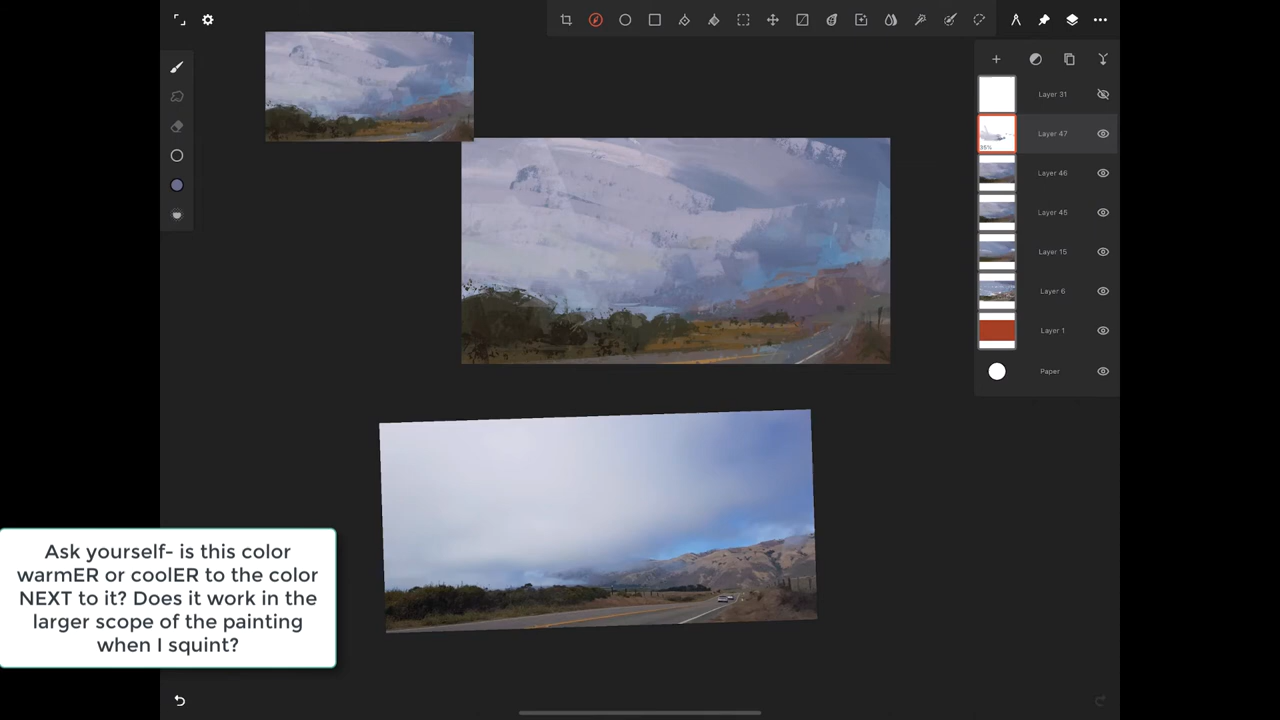 Layer 31
Layer 47
35%
Layer 46
Layer 45
Layer 15
Layer 6
Layer 1
Paper
Ask yourself- is this color
warmER or coolER to the color
NEXT to it? Does it work in the
larger scope of the painting
when I squint?